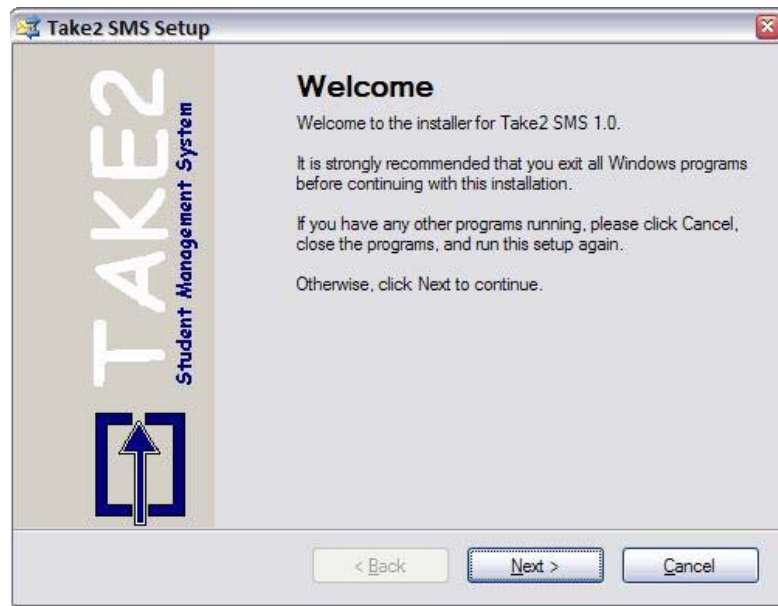 Take2 SMS Setup
TAKE2
Student Management System
Welcome
Welcome to the installer for Take2 SMS 1.0.
It is strongly recommended that you exit all Windows programs
before continuing with this installation.
If you have any other programs running, please click Cancel,
close the programs, and run this setup again.
Otherwise, click Next to continue.
< Back
Next >
Cancel